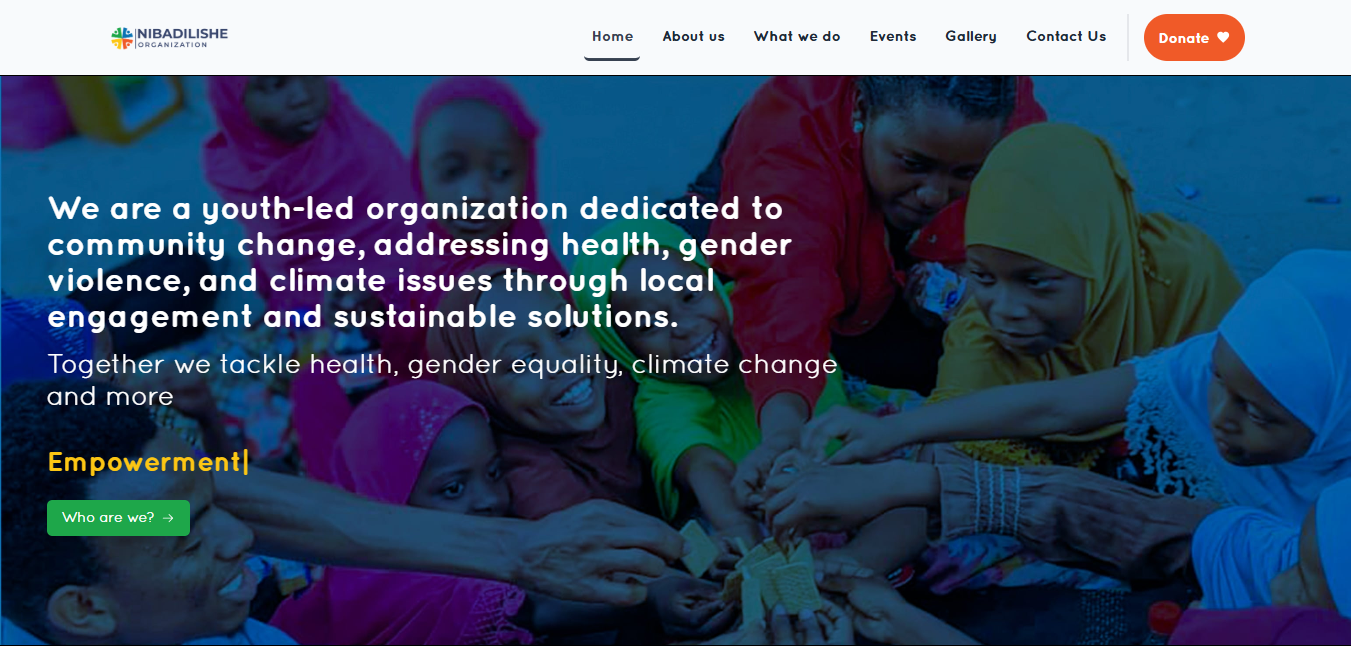 NIBADILISHE
ORGANIZATION
Home About us What we do Events Gallery Contact Us Donate
We are a youth-led organization dedicated to
community change, addressing health, gender
violence, and climate issues through local
engagement and sustainable solutions.
Together we tackle health, gender equality, climate change
and more
Empowerment|
Who are we? →